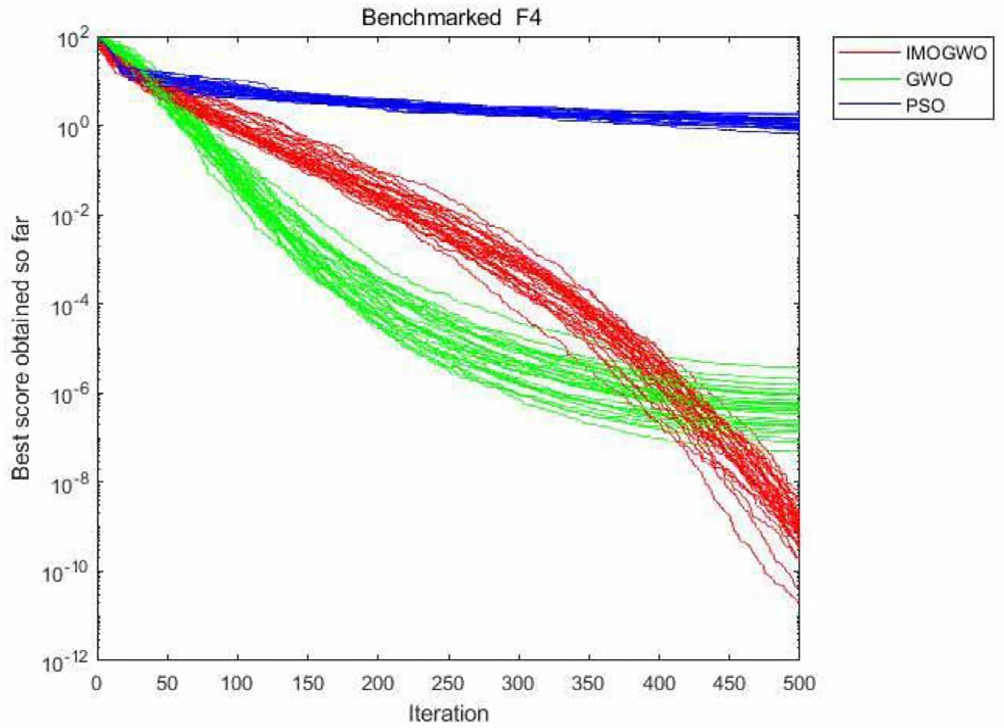 Benchmarked F4
IMOGWO
GWO
PSO
Best score obtained so far
10^2
10^0
10^-2
10^-4
10^-6
10^-8
10^-10
10^-12
0 50 100 150 200 250 300 350 400 450 500
Iteration